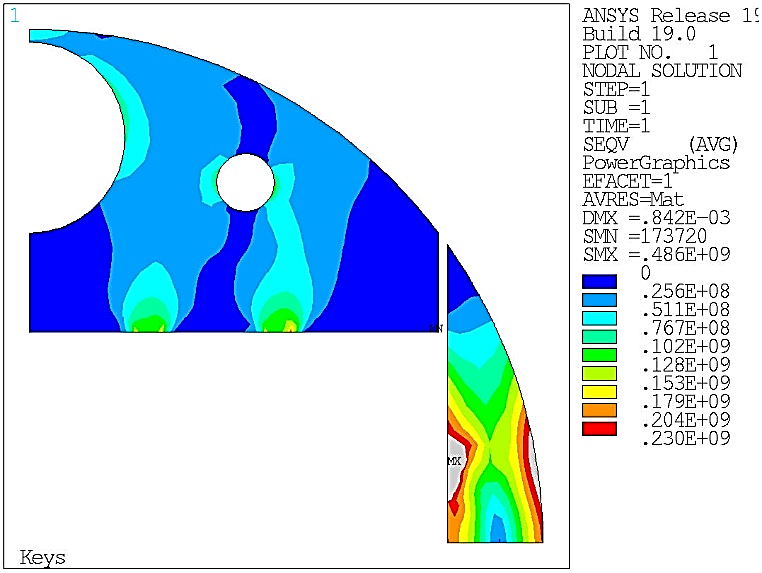 1
ANSYS Release 19
Build 19.0
PLOT NO. 1
NODAL SOLUTION
STEP=1
SUB =1
TIME=1
SEQV (AVG)
PowerGraphics
EFACET=1
AVRES=Mat
DMX =.842E-03
SMN =173720
SMX =.486E+09
0
.256E+08
.511E+08
.767E+08
.102E+09
.128E+09
.153E+09
.179E+09
.204E+09
.230E+09
MX
Keys